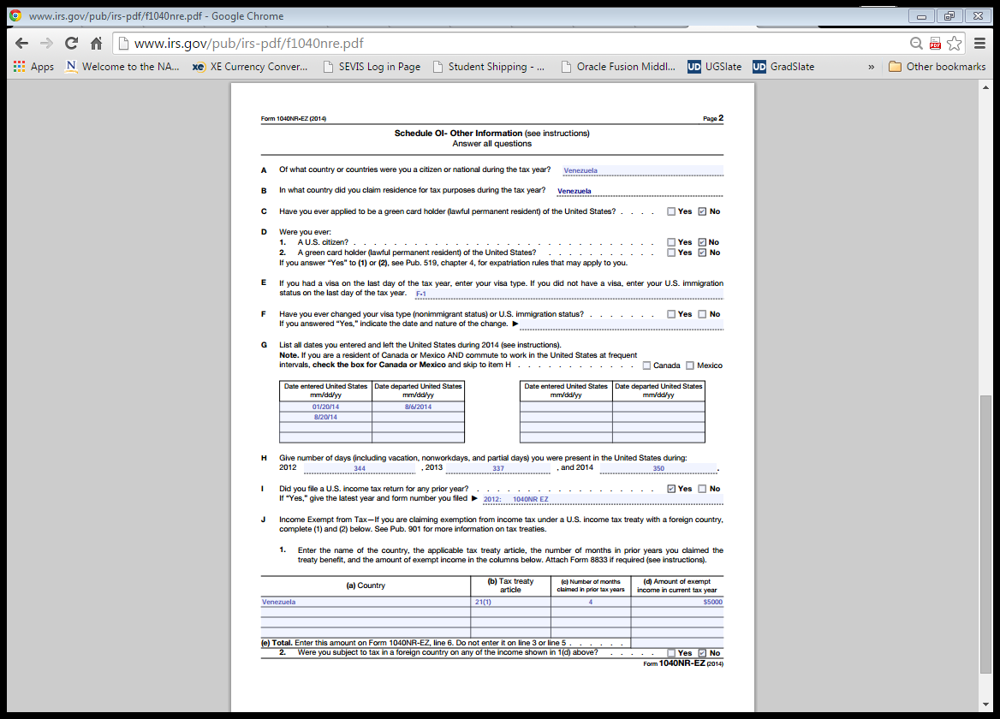 www.irs.gov/pub/irs-pdf/f1040nre.pdf - Google Chrome
www.irs.gov/pub/irs-pdf/f1040nre.pdf
Apps Welcome to the NA... XE Currency Conver... SEVIS Log in Page Student Shipping - ... Oracle Fusion Middl... UD UGSlate UD GradSlate » Other bookmarks
Form 1040NR-EZ (2014) Page 2
Schedule OI- Other Information (see instructions)
Answer all questions
A Of what country or countries were you a citizen or national during the tax year? Venezuela
B In what country did you claim residence for tax purposes during the tax year? Venezuela
C Have you ever applied to be a green card holder (lawful permanent resident) of the United States? . . . . Yes No
D Were you ever:
1. A U.S. citizen? . . . . . . . . . . . . . . . . . . . . . . . . . . . . Yes No
2. A green card holder (lawful permanent resident) of the United States? . . . . . . . . . . . Yes No
If you answer “Yes” to (1) or (2), see Pub. 519, chapter 4, for expatriation rules that may apply to you.
E If you had a visa on the last day of the tax year, enter your visa type. If you did not have a visa, enter your U.S. immigration
status on the last day of the tax year. F-1
F Have you ever changed your visa type (nonimmigrant status) or U.S. immigration status? . . . . . . . Yes No
If you answered “Yes,” indicate the date and nature of the change. ▶
G List all dates you entered and left the United States during 2014 (see instructions).
Note. If you are a resident of Canada or Mexico AND commute to work in the United States at frequent
intervals, check the box for Canada or Mexico and skip to item H . . . . . . . . . . . . Canada Mexico
Date entered United States Date departed United States Date entered United States Date departed United States
mm/dd/yy mm/dd/yy mm/dd/yy mm/dd/yy
01/20/14 8/6/2014
8/20/14
H Give number of days (including vacation, nonworkdays, and partial days) you were present in the United States during:
2012 344 , 2013 337 , and 2014 350 .
I Did you file a U.S. income tax return for any prior year? . . . . . . . . . . . . . . . . . Yes No
If “Yes,” give the latest year and form number you filed ▶ 2012: 1040NR EZ
J Income Exempt from Tax—If you are claiming exemption from income tax under a U.S. income tax treaty with a foreign country,
complete (1) and (2) below. See Pub. 901 for more information on tax treaties.
1. Enter the name of the country, the applicable tax treaty article, the number of months in prior years you claimed the
treaty benefit, and the amount of exempt income in the columns below. Attach Form 8833 if required (see instructions).
(a) Country (b) Tax treaty article (c) Number of months claimed in prior tax years (d) Amount of exempt income in current tax year
Venezuela 21(1) 4 $5000
(e) Total. Enter this amount on Form 1040NR-EZ, line 6. Do not enter it on line 3 or line 5 . . . . . .
2. Were you subject to tax in a foreign country on any of the income shown in 1(d) above? . . . . . Yes No
Form 1040NR-EZ (2014)